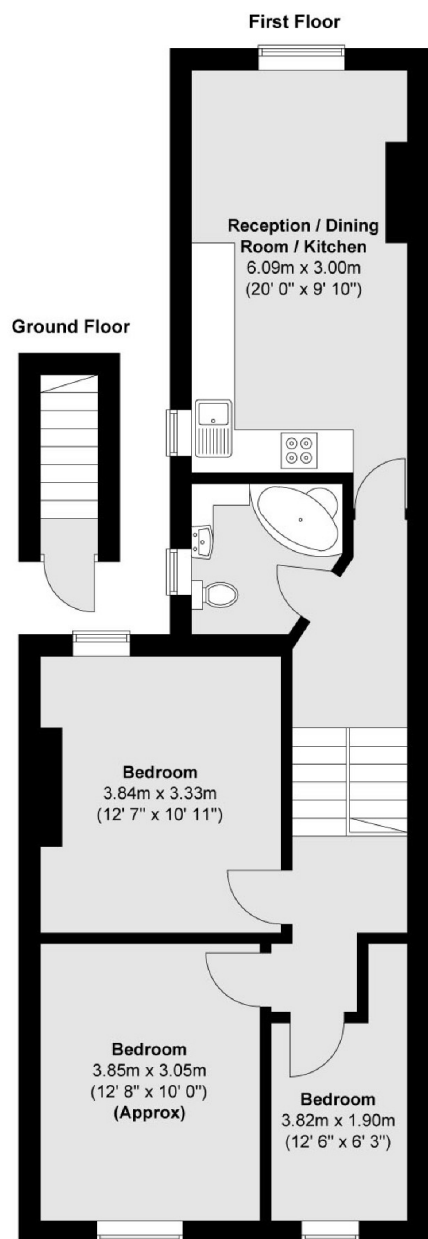 First Floor
Reception / Dining
Room / Kitchen
6.09m x 3.00m
(20' 0" x 9' 10")
Ground Floor
Bedroom
3.84m x 3.33m
(12' 7" x 10' 11")
Bedroom
3.85m x 3.05m
(12' 8" x 10' 0")
(Approx)
Bedroom
3.82m x 1.90m
(12' 6" x 6' 3")